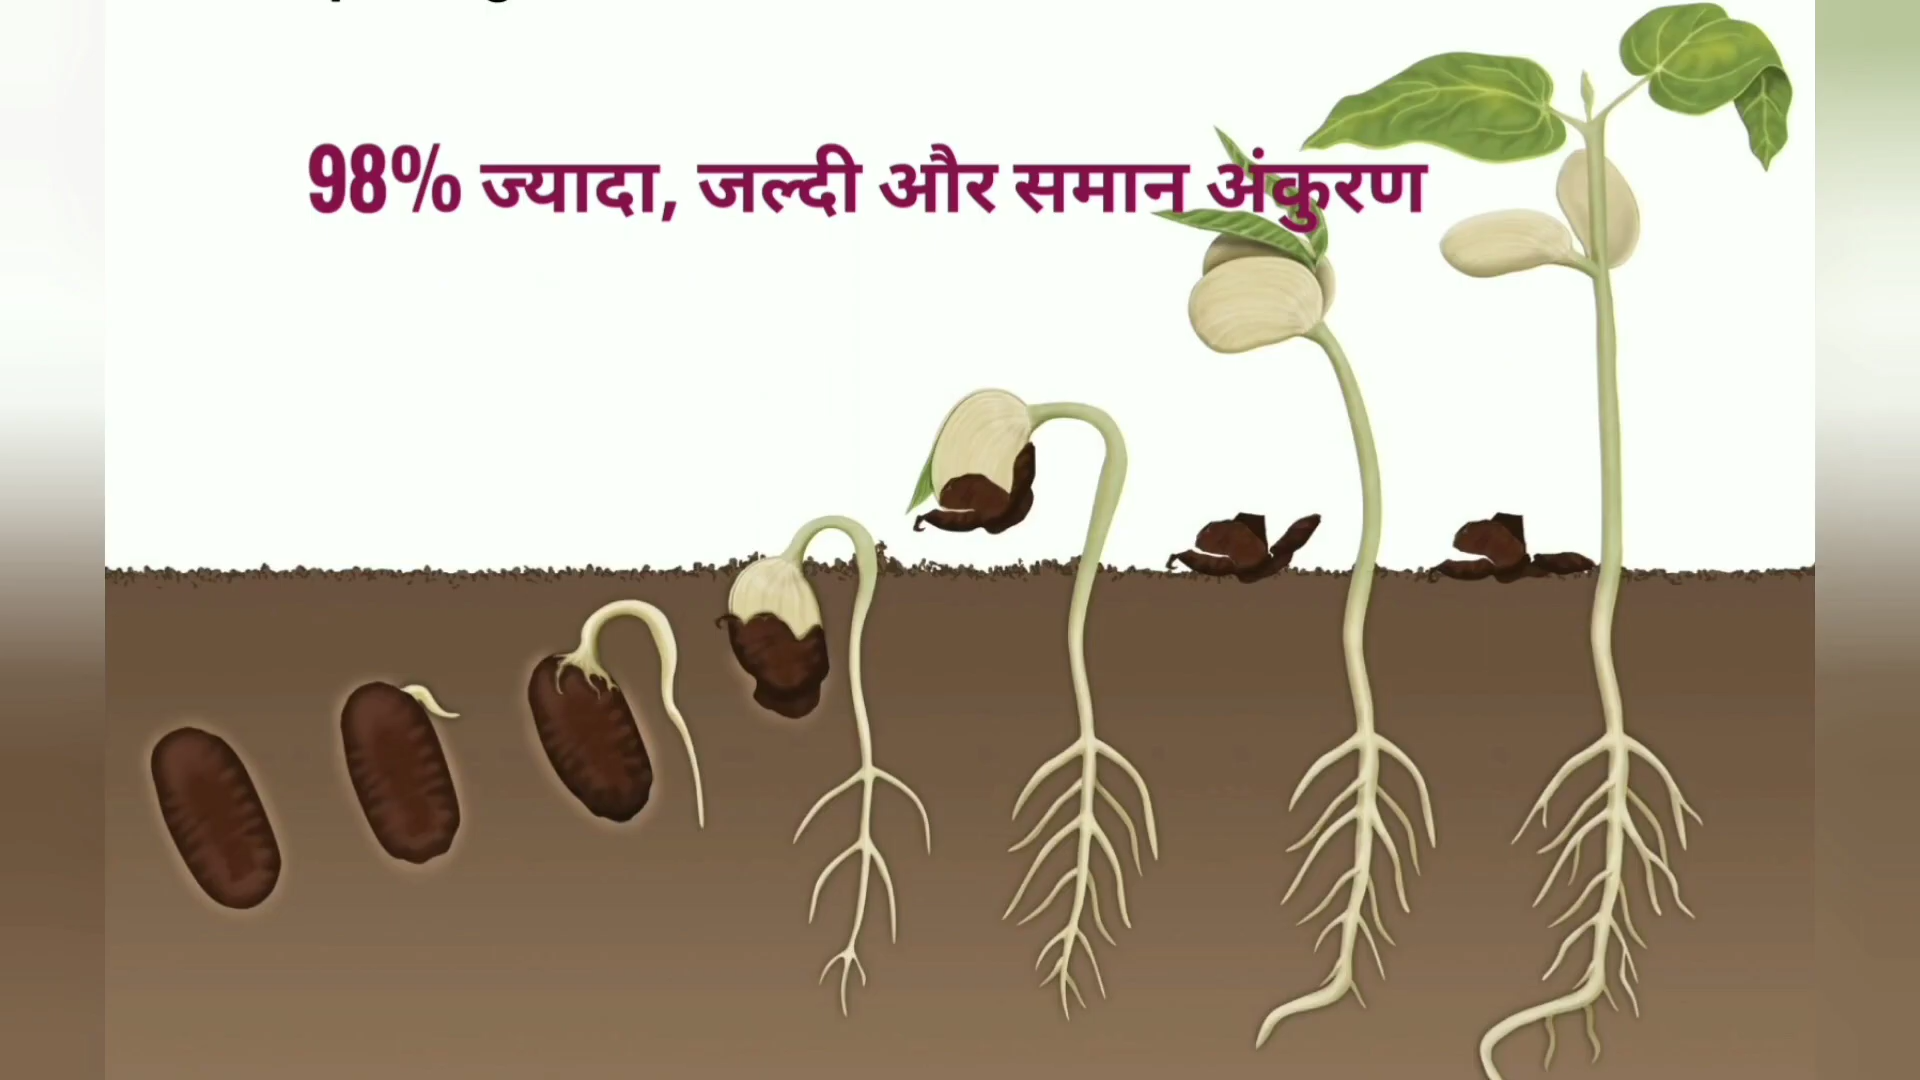 98% ज्यादा, जल्दी और समान अंकुरण